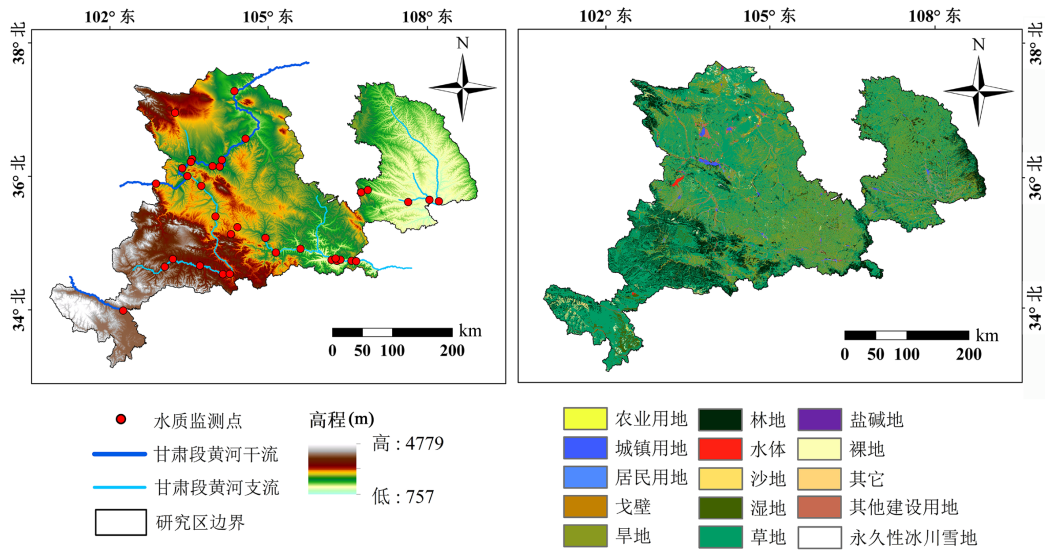 102° 东
105° 东
108° 东
102° 东
105° 东
108° 东
38° 北
36° 北
34° 北
N
km
0 50 100 200
N
38° 北
36° 北
34° 北
km
0 50 100 200
水质监测点
甘肃段黄河干流
甘肃段黄河支流
研究区边界
高程(m)
高：4779
低：757
农业用地
林地
盐碱地
城镇用地
水体
裸地
居民用地
沙地
其它
戈壁
湿地
其他建设用地
旱地
草地
永久性冰川雪地